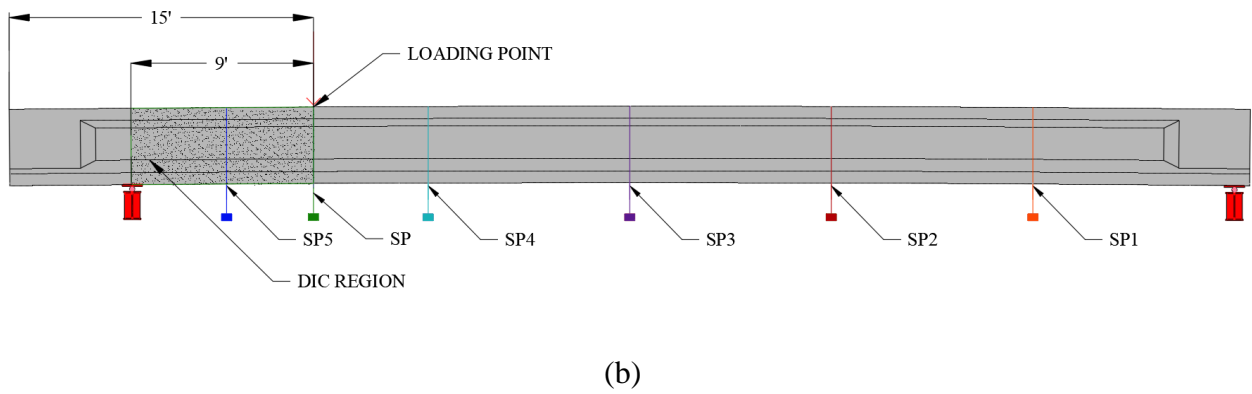 15'
9'
LOADING POINT
SP5
SP
SP4
SP3
SP2
SP1
DIC REGION
(b)